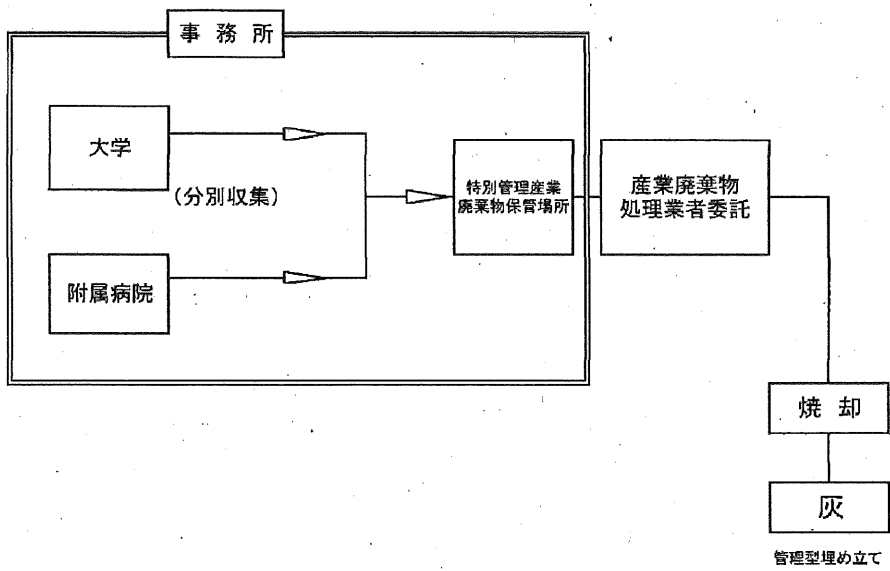 事務所
大学
(分別収集)
附属病院
特別管理産業
廃棄物保管場所
産業廃棄物
処理業者委託
焼却
灰
管理型埋め立て